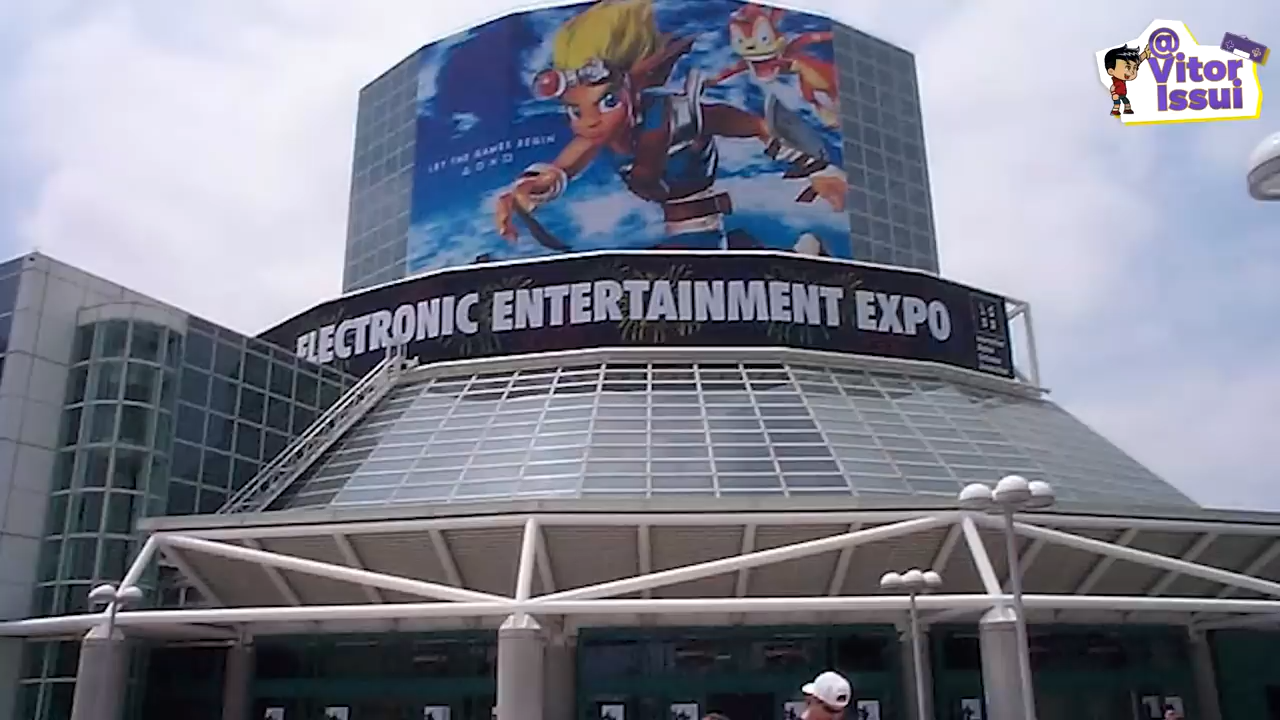 @
Vitor
Issui
LET THE GAMES BEGIN
ELECTRONIC ENTERTAINMENT EXPO